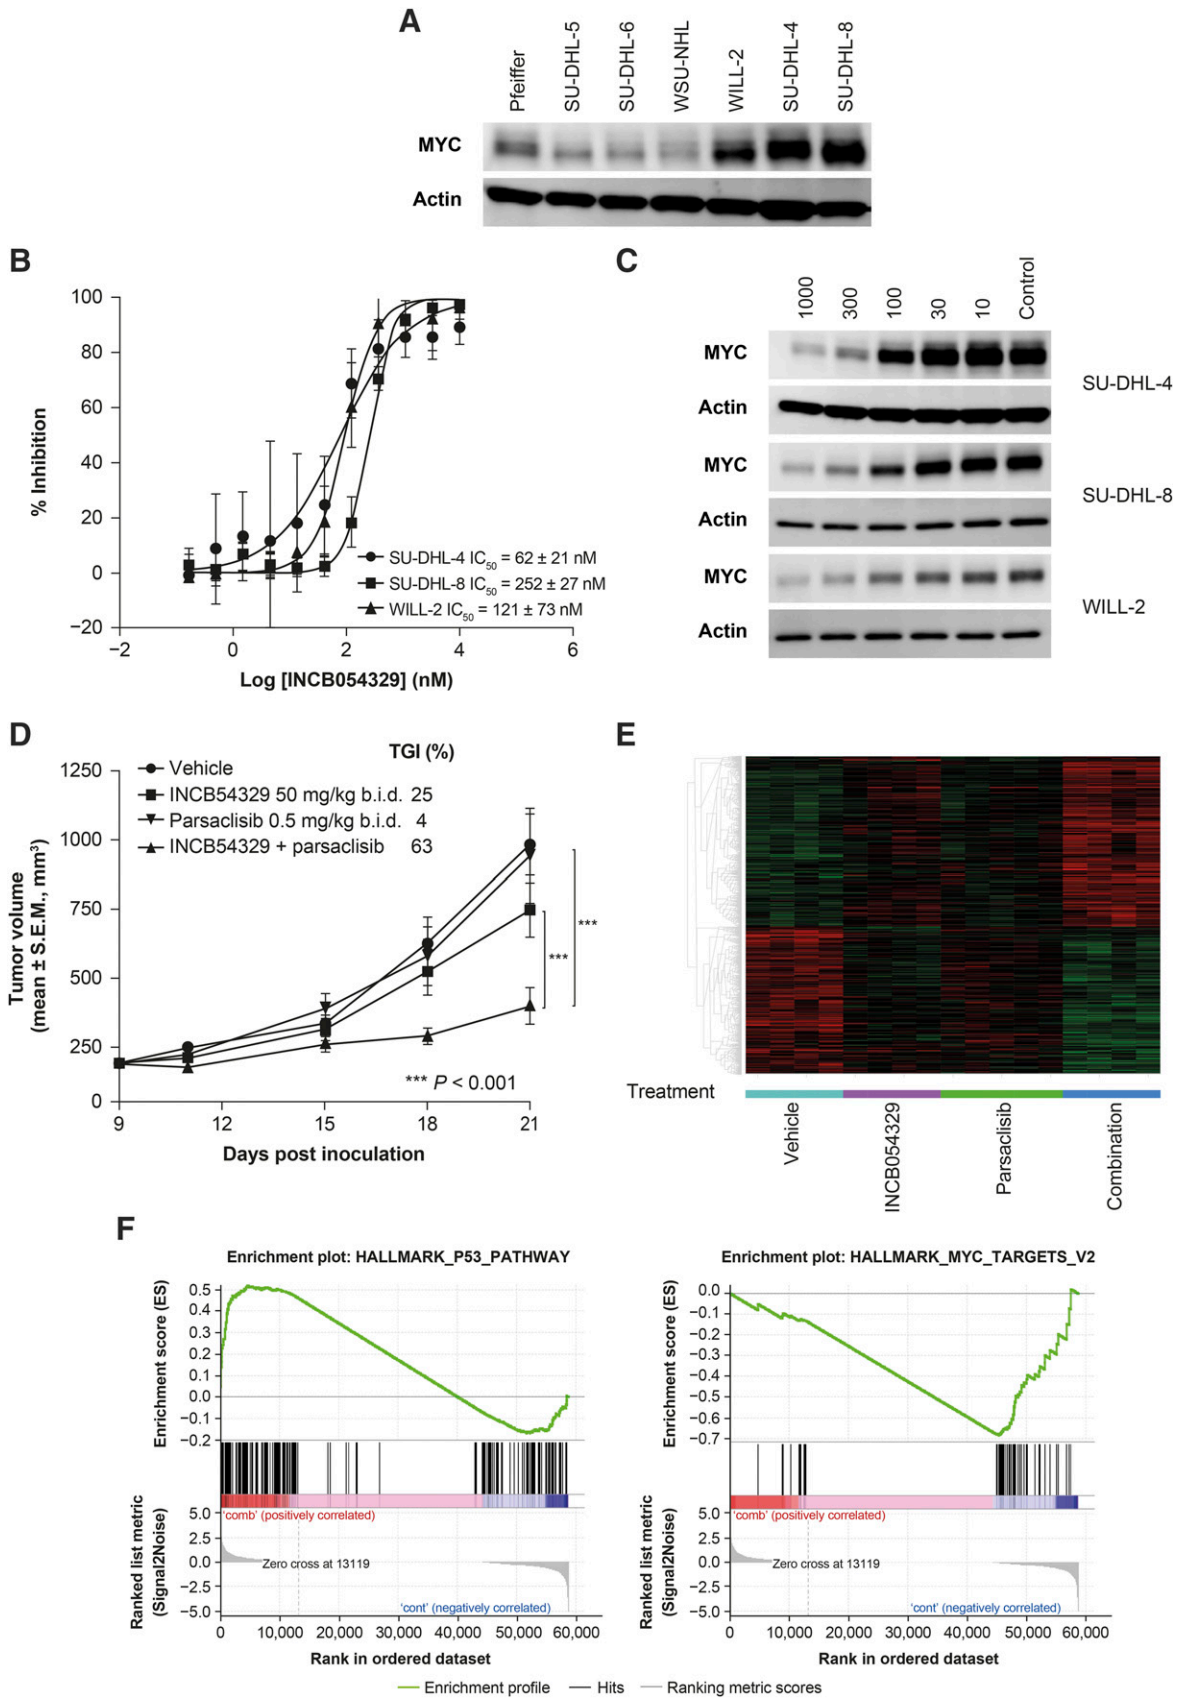 A
Pfeiffer
SU-DHL-5
SU-DHL-6
WSU-NHL
WILL-2
SU-DHL-4
SU-DHL-8
MYC
Actin
B
100
80
60
40
20
0
−20
% Inhibition
SU-DHL-4 IC50 = 62 ± 21 nM
SU-DHL-8 IC50 = 252 ± 27 nM
WILL-2 IC50 = 121 ± 73 nM
−2 0 2 4 6
Log [INCB054329] (nM)
C
1000
300
100
30
10
Control
MYC
Actin
SU-DHL-4
MYC
Actin
SU-DHL-8
MYC
Actin
WILL-2
D
TGI (%)
Vehicle
INCB54329 50 mg/kg b.i.d. 25
Parsaclisib 0.5 mg/kg b.i.d. 4
INCB54329 + parsaclisib 63
1250
1000
750
500
250
0
Tumor volume
(mean ± S.E.M., mm³)
***
***
*** P < 0.001
9 12 15 18 21
Days post inoculation
E
Treatment
Vehicle
INCB054329
Parsaclisib
Combination
F
Enrichment plot: HALLMARK_P53_PATHWAY
Enrichment score (ES)
0.5
0.4
0.3
0.2
0.1
0.0
−0.1
−0.2
'comb' (positively correlated)
Ranked list metric
(Signal2Noise)
5.0
2.5
0.0
−2.5
−5.0
Zero cross at 13119
'cont' (negatively correlated)
0 10,000 20,000 30,000 40,000 50,000 60,000
Rank in ordered dataset
Enrichment plot: HALLMARK_MYC_TARGETS_V2
Enrichment score (ES)
0.0
−0.1
−0.2
−0.3
−0.4
−0.5
−0.6
−0.7
'comb' (positively correlated)
Ranked list metric
(Signal2Noise)
5.0
2.5
0.0
−2.5
−5.0
Zero cross at 13119
'cont' (negatively correlated)
0 10,000 20,000 30,000 40,000 50,000 60,000
Rank in ordered dataset
Enrichment profile Hits Ranking metric scores